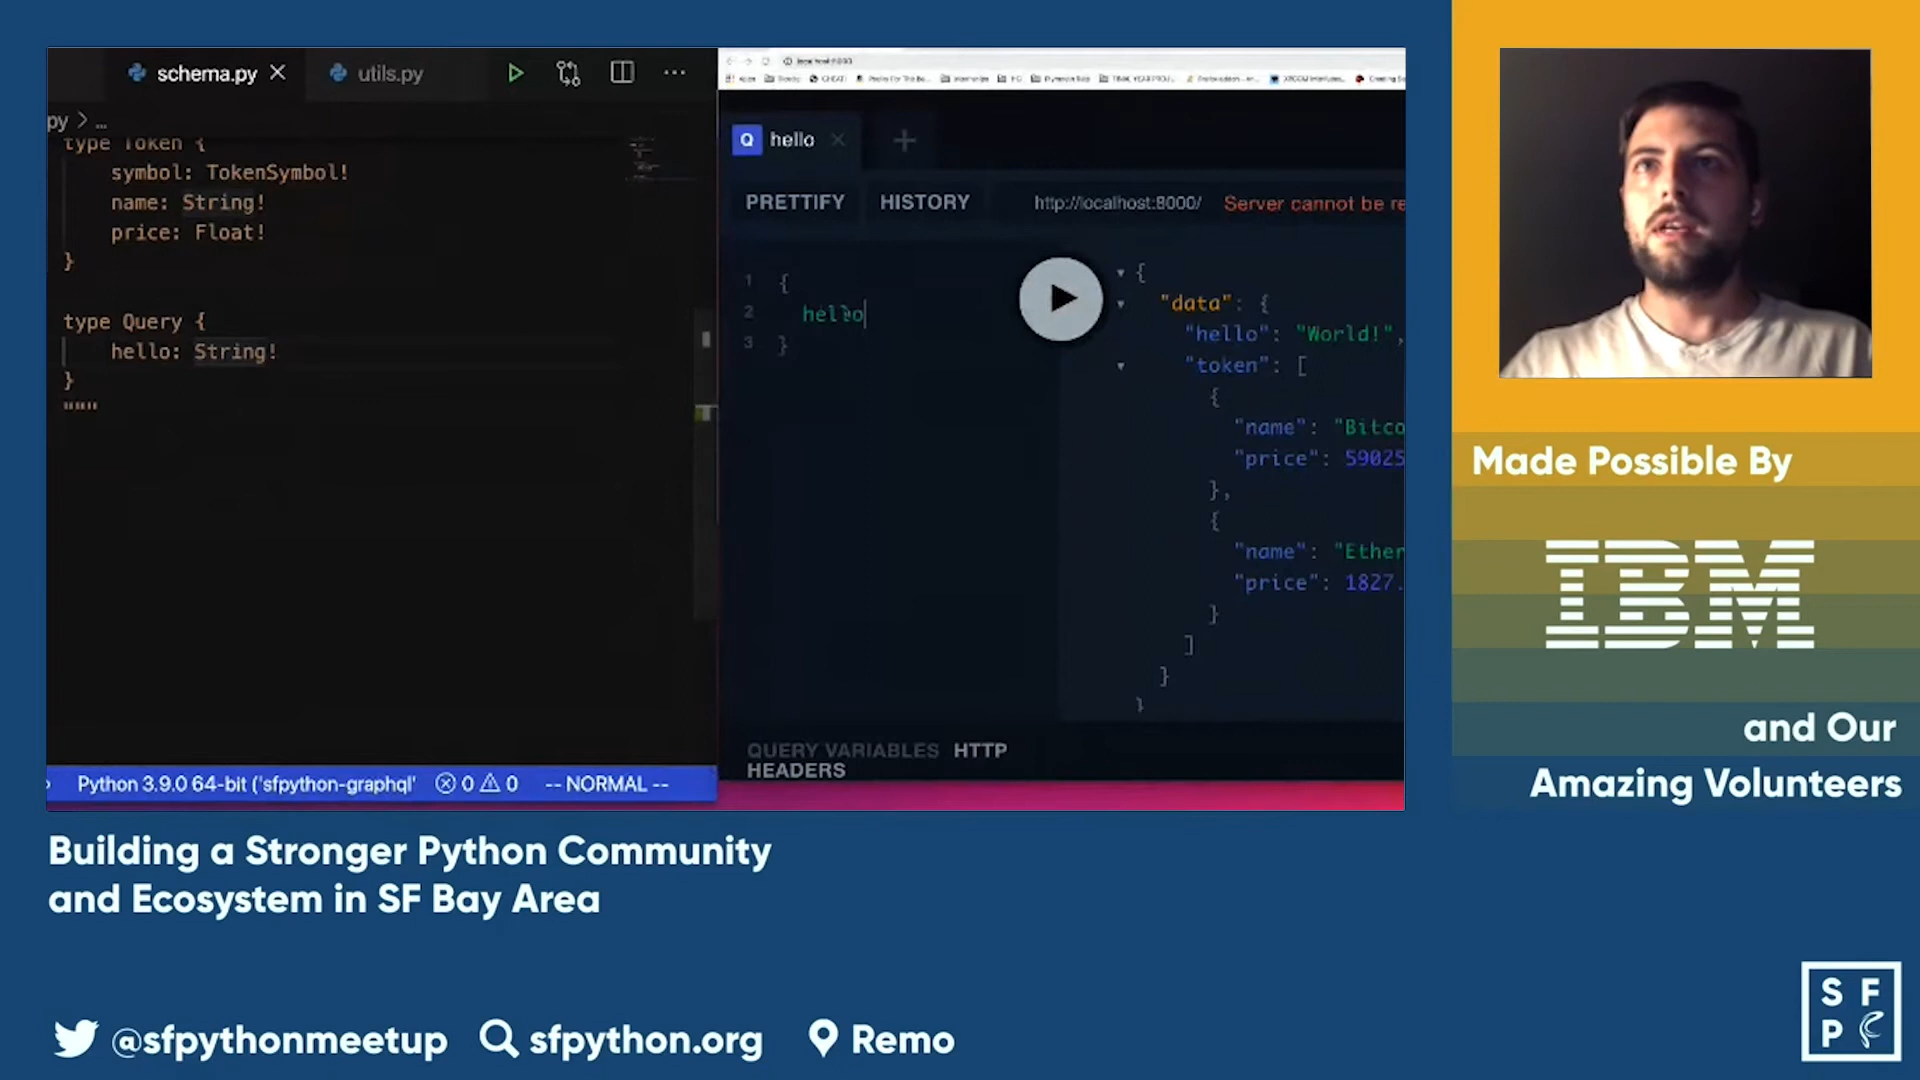 schema.py
utils.py
py > ...
type Token {
symbol: TokenSymbol!
name: String!
price: Float!
}
type Query {
hello: String!
}
"""
Python 3.9.0 64-bit ('sfpython-graphql'
0 0
-- NORMAL --
localhost:8000
Apps
Q hello
PRETTIFY
HISTORY
http://localhost:8000/
Server cannot be re
1 {
2 hello
3 }
{
"data": {
"hello": "World!",
"token": [
{
"name": "Bitco
"price": 59025
},
{
"name": "Ether
"price": 1827.
}
]
}
}
QUERY VARIABLES HTTP
HEADERS
Made Possible By
IBM
and Our
Amazing Volunteers
Building a Stronger Python Community
and Ecosystem in SF Bay Area
@sfpythonmeetup
sfpython.org
Remo
S F
P